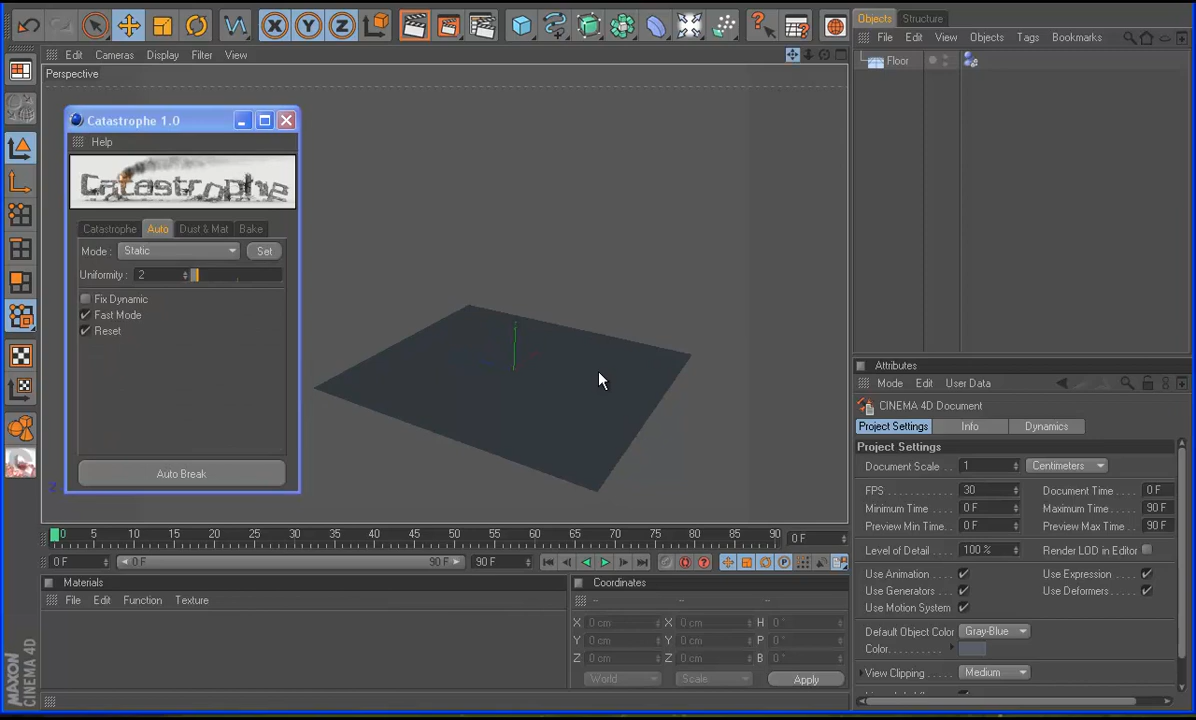 Objects Structure
File Edit View Objects Tags Bookmarks
Floor
Edit Cameras Display Filter View
Perspective
Catastrophe 1.0
Help
Catastrophe
Catastrophe Auto Dust & Mat Bake
Mode : Static Set
Uniformity : 2
Fix Dynamic
Fast Mode
Reset
Auto Break
Z
0 5 10 15 20 25 30 35 40 45 50 55 60 65 70 75 80 85 90 0 F
0 F 0 F 90 F 90 F
Materials
File Edit Function Texture
Coordinates
-- -- --
X 0 cm X 0 cm H 0 °
Y 0 cm Y 0 cm P 0 °
Z 0 cm Z 0 cm B 0 °
World Scale Apply
Attributes
Mode Edit User Data
CINEMA 4D Document
Project Settings Info Dynamics
Project Settings
Document Scale 1 Centimeters
FPS 30 Document Time 0 F
Minimum Time 0 F Maximum Time 90 F
Preview Min Time 0 F Preview Max Time 90 F
Level of Detail 100 % Render LOD in Editor
Use Animation Use Expression
Use Generators Use Deformers
Use Motion System
Default Object Color Gray-Blue
Color
View Clipping Medium
MAXON
CINEMA 4D